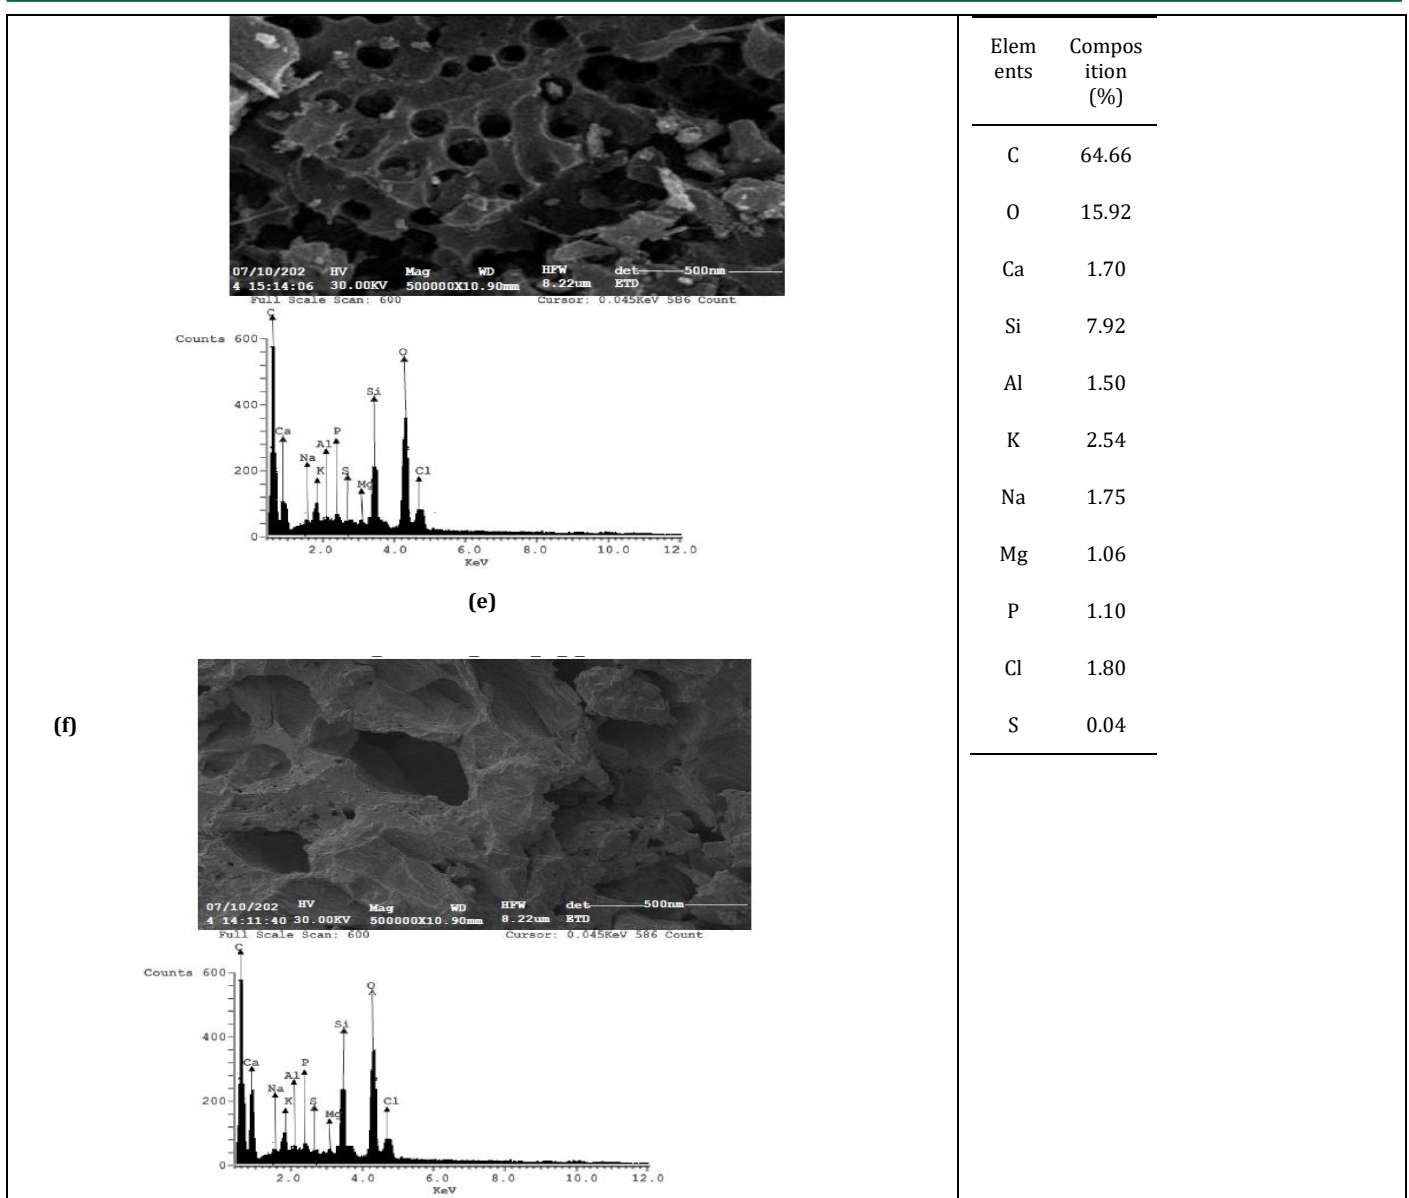 07/10/202 HV Mag WD HFW det 500nm
4 15:14:06 30.00KV 500000X10.90mm 8.22um ETD
Full Scale Scan: 600 Cursor: 0.045KeV 586 Count
C
Counts 600
O
400
Si
Ca
P
Al
200
Na
K
S
Mg
Cl
0
2.0 4.0 6.0 8.0 10.0 12.0
KeV
(e)
(f)
07/10/202 HV Mag WD HFW det 500nm
4 14:11:40 30.00KV 500000X10.90mm 8.22um ETD
Full Scale Scan: 600 Cursor: 0.045KeV 586 Count
C
Counts 600
O
400
Si
Ca
P
Al
200
Na
K
S
Mg
Cl
0
2.0 4.0 6.0 8.0 10.0 12.0
KeV
Elem Compos
ents ition
(%)
C 64.66
O 15.92
Ca 1.70
Si 7.92
Al 1.50
K 2.54
Na 1.75
Mg 1.06
P 1.10
Cl 1.80
S 0.04